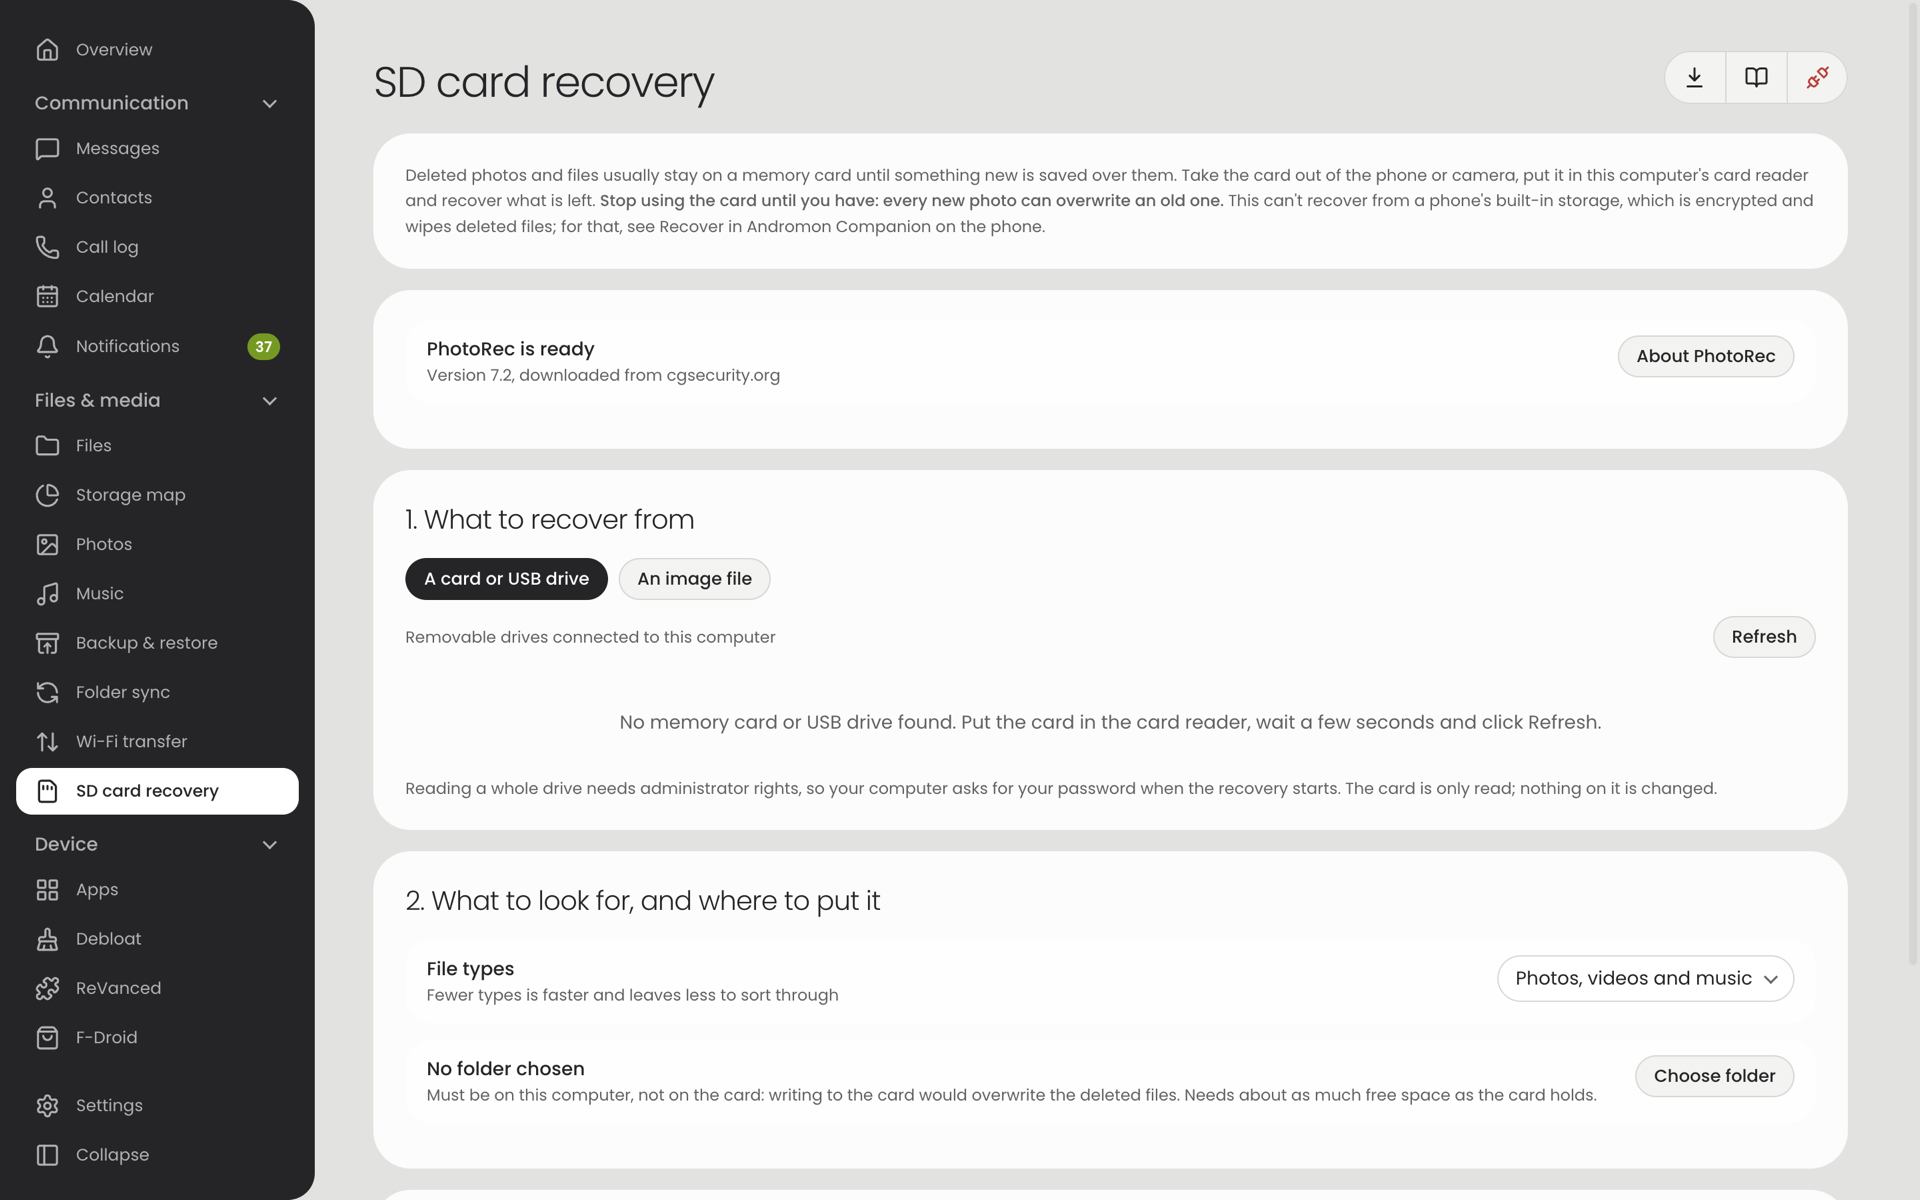 Overview
Communication
Messages
Contacts
Call log
Calendar
Notifications 37
Files & media
Files
Storage map
Photos
Music
Backup & restore
Folder sync
Wi-Fi transfer
SD card recovery
Device
Apps
Debloat
ReVanced
F-Droid
Settings
Collapse
SD card recovery
Deleted photos and files usually stay on a memory card until something new is saved over them. Take the card out of the phone or camera, put it in this computer's card reader
and recover what is left. Stop using the card until you have: every new photo can overwrite an old one. This can't recover from a phone's built-in storage, which is encrypted and
wipes deleted files; for that, see Recover in Andromon Companion on the phone.
PhotoRec is ready
Version 7.2, downloaded from cgsecurity.org
About PhotoRec
1. What to recover from
A card or USB drive An image file
Removable drives connected to this computer Refresh
No memory card or USB drive found. Put the card in the card reader, wait a few seconds and click Refresh.
Reading a whole drive needs administrator rights, so your computer asks for your password when the recovery starts. The card is only read; nothing on it is changed.
2. What to look for, and where to put it
File types
Fewer types is faster and leaves less to sort through
Photos, videos and music
No folder chosen
Must be on this computer, not on the card: writing to the card would overwrite the deleted files. Needs about as much free space as the card holds.
Choose folder